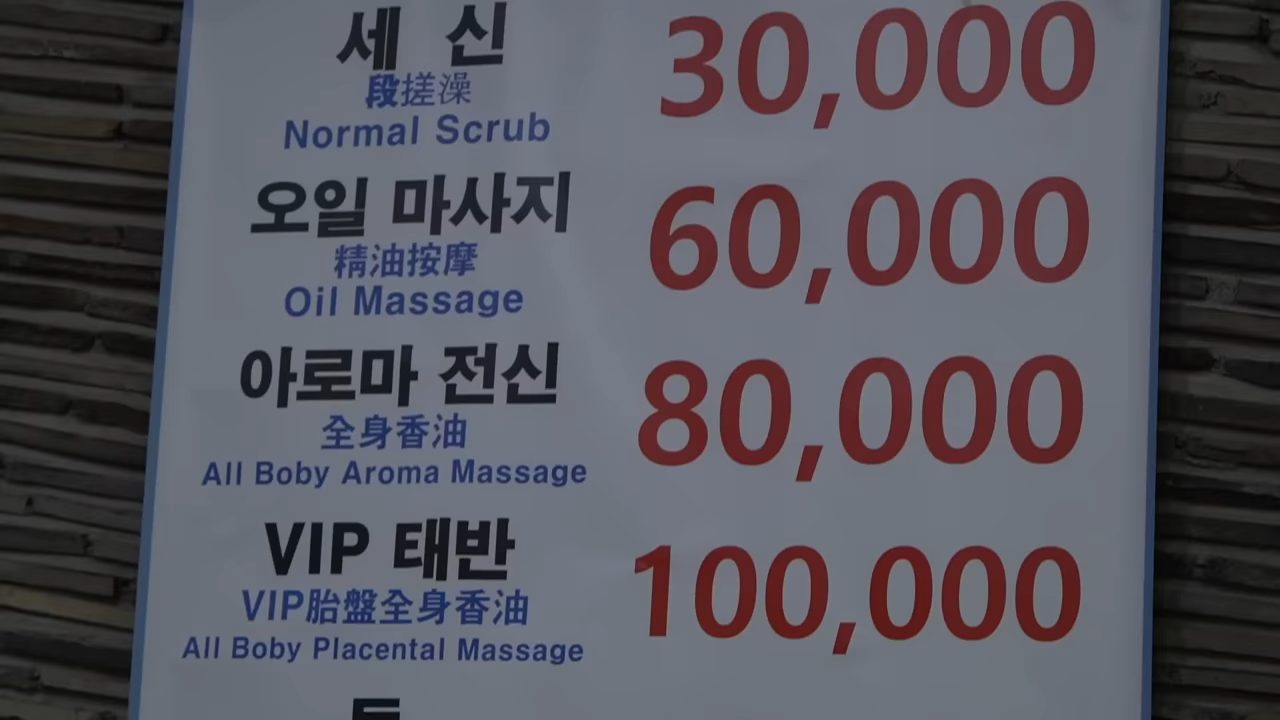 세 신
30,000
段搓澡
Normal Scrub
오일 마사지
60,000
精油按摩
Oil Massage
아로마 전신
80,000
全身香油
All Boby Aroma Massage
VIP 태반
100,000
VIP胎盤全身香油
All Boby Placental Massage